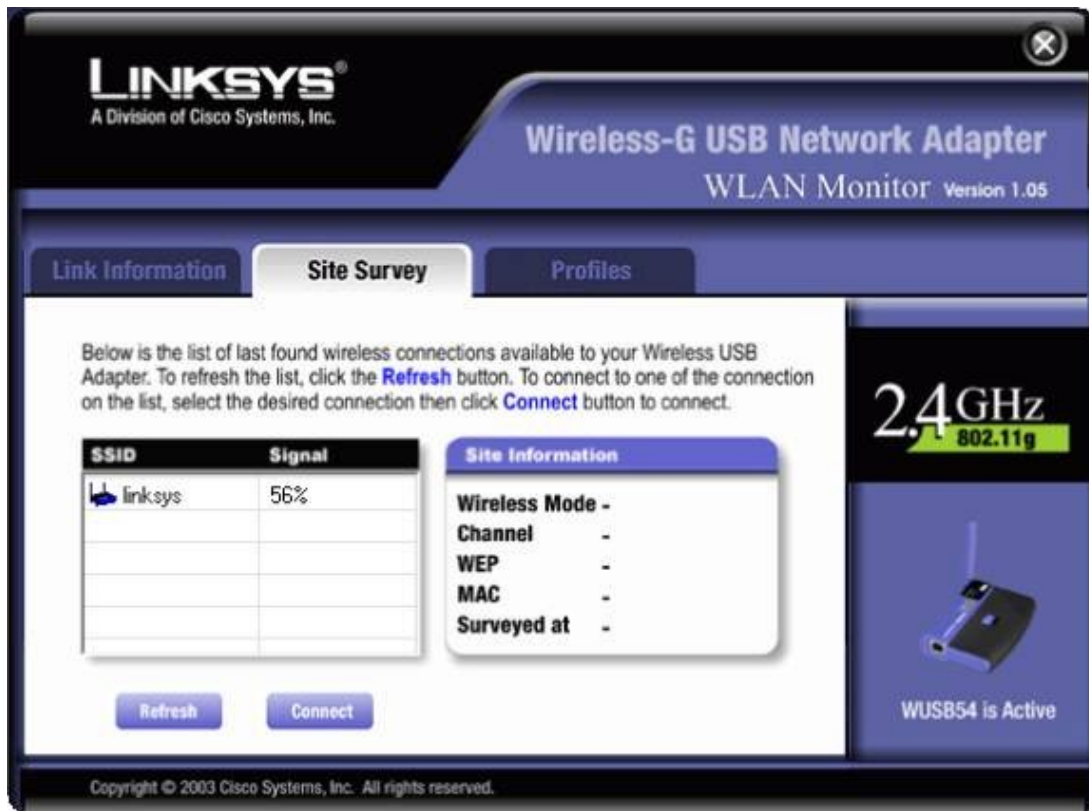 LINKSYS®
A Division of Cisco Systems, Inc.
Wireless-G USB Network Adapter
WLAN Monitor Version 1.05
Link Information
Site Survey
Profiles
Below is the list of last found wireless connections available to your Wireless USB
Adapter. To refresh the list, click the Refresh button. To connect to one of the connection
on the list, select the desired connection then click Connect button to connect.
SSID Signal
linksys 56%
Site Information
Wireless Mode -
Channel -
WEP -
MAC -
Surveyed at -
Refresh
Connect
2.4GHz
802.11g
WUSB54 is Active
Copyright © 2003 Cisco Systems, Inc. All rights reserved.